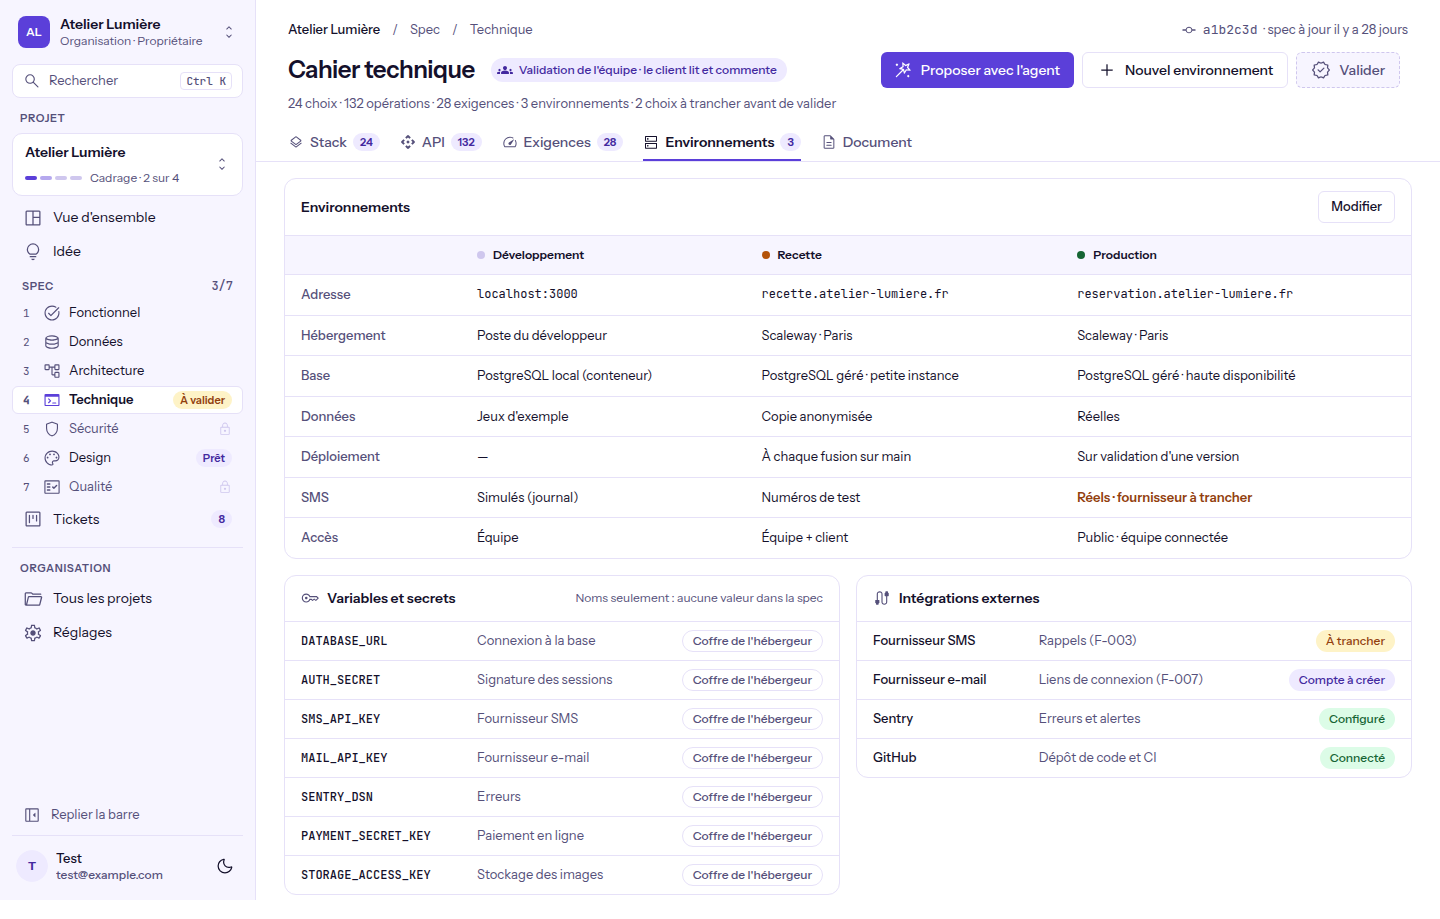 AL
Atelier Lumière
Organisation · Propriétaire
Rechercher
Ctrl K
PROJET
Atelier Lumière
Cadrage · 2 sur 4
Vue d'ensemble
Idée
SPEC 3/7
1 Fonctionnel
2 Données
3 Architecture
4 Technique À valider
5 Sécurité
6 Design Prêt
7 Qualité
Tickets 8
ORGANISATION
Tous les projets
Réglages
Replier la barre
T
Test
test@example.com
Atelier Lumière / Spec / Technique
a1b2c3d · spec à jour il y a 28 jours
Cahier technique
Validation de l'équipe · le client lit et commente
Proposer avec l'agent
Nouvel environnement
Valider
24 choix · 132 opérations · 28 exigences · 3 environnements · 2 choix à trancher avant de valider
Stack 24 API 132 Exigences 28 Environnements 3 Document
Environnements
Modifier
Développement Recette Production
Adresse localhost:3000 recette.atelier-lumiere.fr reservation.atelier-lumiere.fr
Hébergement Poste du développeur Scaleway · Paris Scaleway · Paris
Base PostgreSQL local (conteneur) PostgreSQL géré · petite instance PostgreSQL géré · haute disponibilité
Données Jeux d'exemple Copie anonymisée Réelles
Déploiement — À chaque fusion sur main Sur validation d'une version
SMS Simulés (journal) Numéros de test Réels · fournisseur à trancher
Accès Équipe Équipe + client Public · équipe connectée
Variables et secrets
Noms seulement : aucune valeur dans la spec
DATABASE_URL Connexion à la base Coffre de l'hébergeur
AUTH_SECRET Signature des sessions Coffre de l'hébergeur
SMS_API_KEY Fournisseur SMS Coffre de l'hébergeur
MAIL_API_KEY Fournisseur e-mail Coffre de l'hébergeur
SENTRY_DSN Erreurs Coffre de l'hébergeur
PAYMENT_SECRET_KEY Paiement en ligne Coffre de l'hébergeur
STORAGE_ACCESS_KEY Stockage des images Coffre de l'hébergeur
Intégrations externes
Fournisseur SMS Rappels (F-003) À trancher
Fournisseur e-mail Liens de connexion (F-007) Compte à créer
Sentry Erreurs et alertes Configuré
GitHub Dépôt de code et CI Connecté